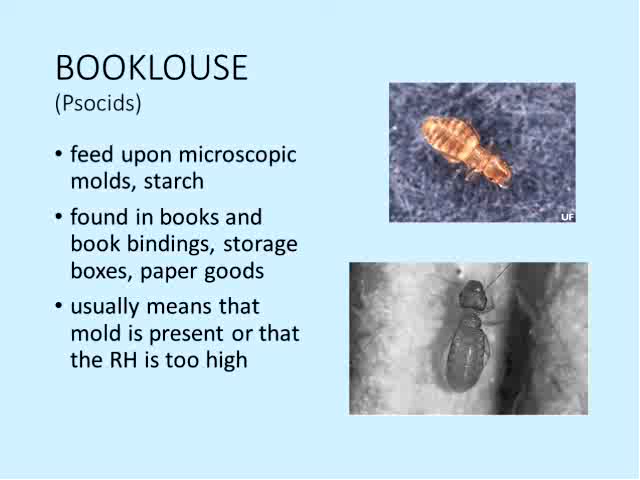 BOOKLOUSE
(Psocids)
• feed upon microscopic
molds, starch
• found in books and
book bindings, storage
boxes, paper goods
• usually means that
mold is present or that
the RH is too high
UF